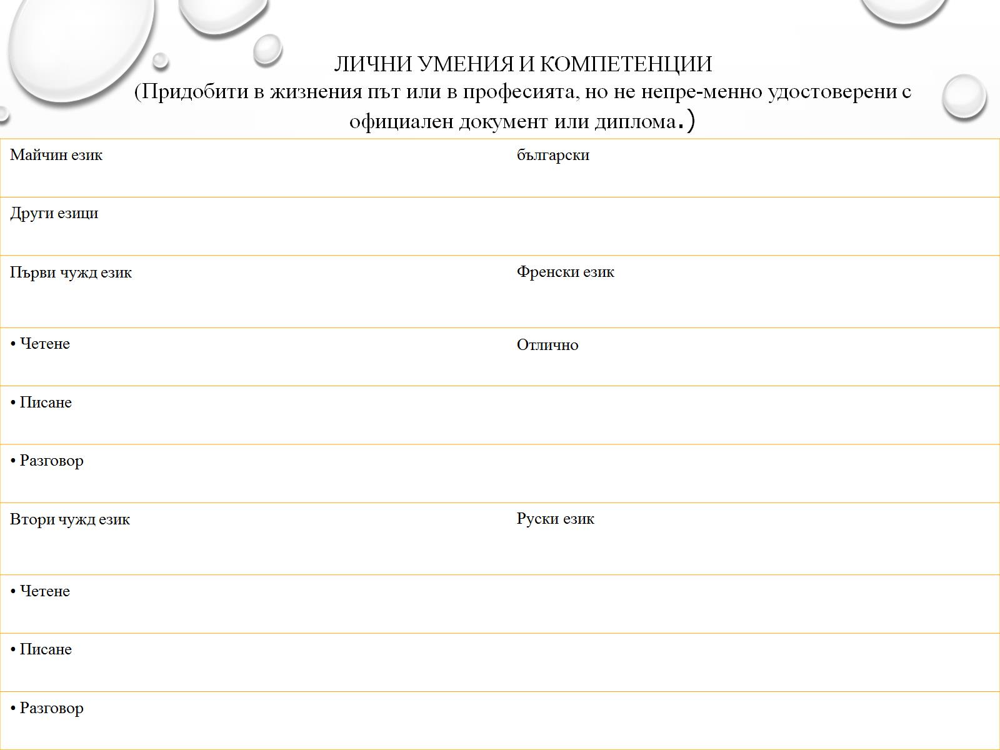 ЛИЧНИ УМЕНИЯ И КОМПЕТЕНЦИИ
(Придобити в жизнения път или в професията, но не непре-менно удостоверени с
официален документ или диплома.)
Майчин език български
Други езици
Първи чужд език Френски език
• Четене Отлично
• Писане
• Разговор
Втори чужд език Руски език
• Четене
• Писане
• Разговор